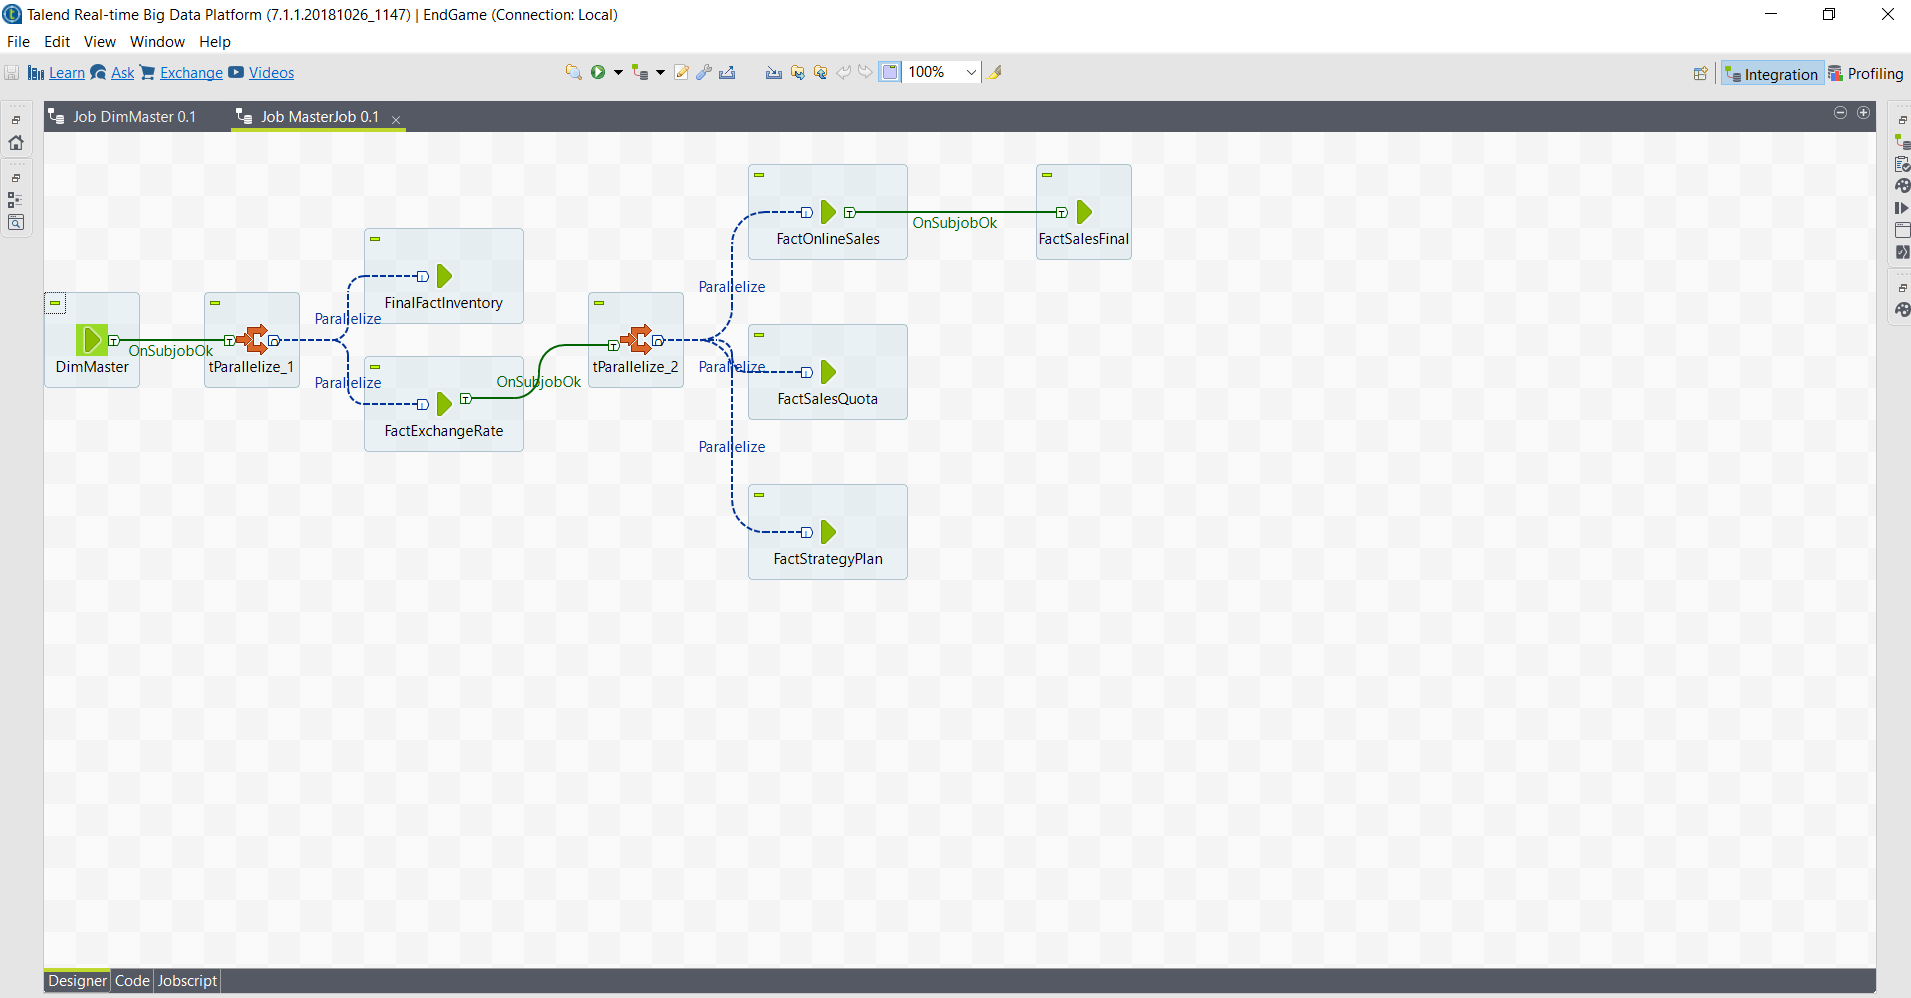 Talend Real-time Big Data Platform (7.1.1.20181026_1147) | EndGame (Connection: Local)
File Edit View Window Help
Learn Ask Exchange Videos 100% Integration Profiling
Job DimMaster 0.1 Job MasterJob 0.1
OnSubjobOk
FactOnlineSales
FactSalesFinal
Parallelize
FinalFactInventory
Parallelize
OnSubjobOk
DimMaster
tParallelize_1
Parallelize
FactExchangeRate
OnSubjobOk
tParallelize_2
Parallelize
FactSalesQuota
Parallelize
FactStrategyPlan
Designer Code Jobscript